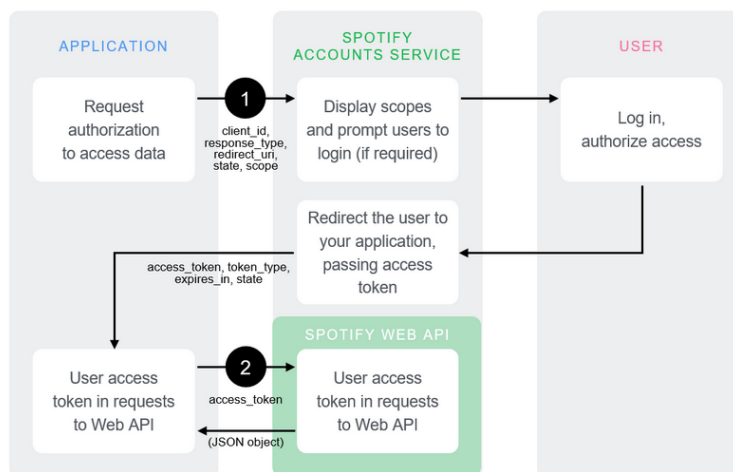 APPLICATION
SPOTIFY
ACCOUNTS SERVICE
USER
Request
authorization
to access data
1
client_id,
response_type,
redirect_uri,
state, scope
Display scopes
and prompt users to
login (if required)
Log in,
authorize access
Redirect the user to
your application,
passing access
token
access_token, token_type,
expires_in, state
SPOTIFY WEB API
User access
token in requests
to Web API
2
access_token
(JSON object)
User access
token in requests
to Web API